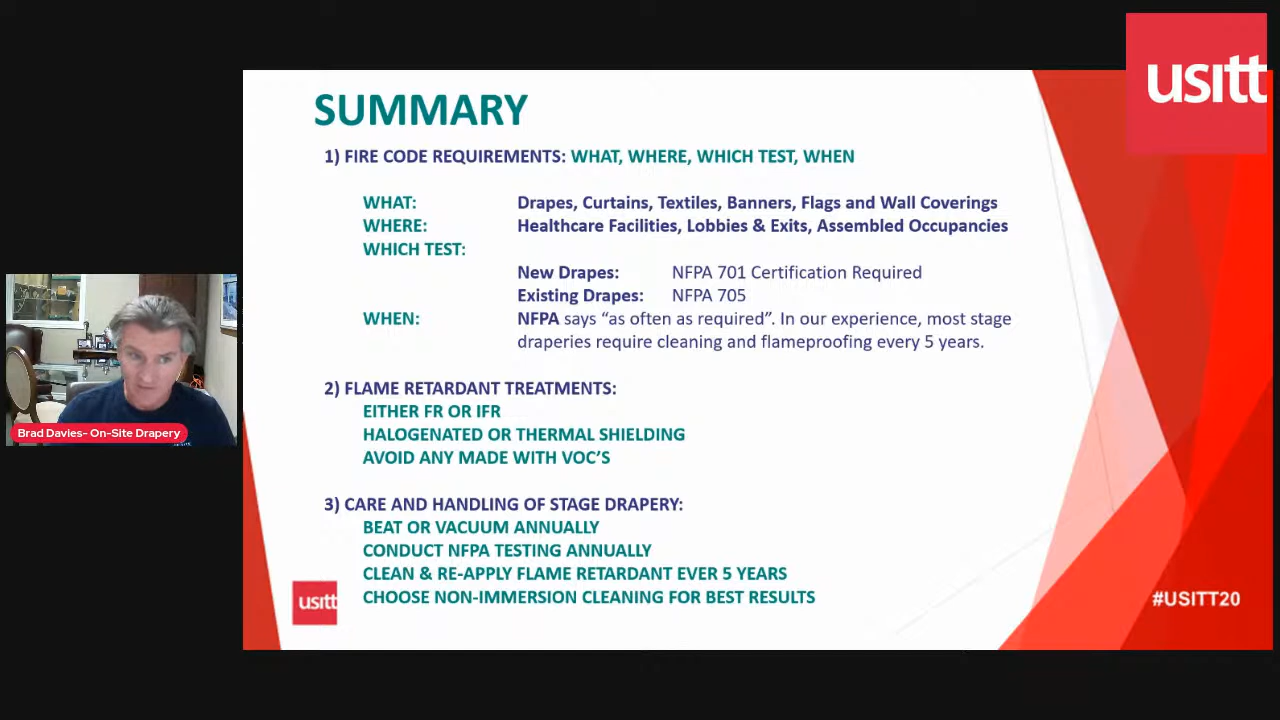 usitt
SUMMARY
1) FIRE CODE REQUIREMENTS: WHAT, WHERE, WHICH TEST, WHEN
WHAT: Drapes, Curtains, Textiles, Banners, Flags and Wall Coverings
WHERE: Healthcare Facilities, Lobbies & Exits, Assembled Occupancies
WHICH TEST:
New Drapes: NFPA 701 Certification Required
Existing Drapes: NFPA 705
WHEN: NFPA says “as often as required”. In our experience, most stage
draperies require cleaning and flameproofing every 5 years.
2) FLAME RETARDANT TREATMENTS:
EITHER FR OR IFR
HALOGENATED OR THERMAL SHIELDING
AVOID ANY MADE WITH VOC’S
3) CARE AND HANDLING OF STAGE DRAPERY:
BEAT OR VACUUM ANNUALLY
CONDUCT NFPA TESTING ANNUALLY
CLEAN & RE-APPLY FLAME RETARDANT EVER 5 YEARS
CHOOSE NON-IMMERSION CLEANING FOR BEST RESULTS
usitt
#USITT20
Brad Davies- On-Site Drapery